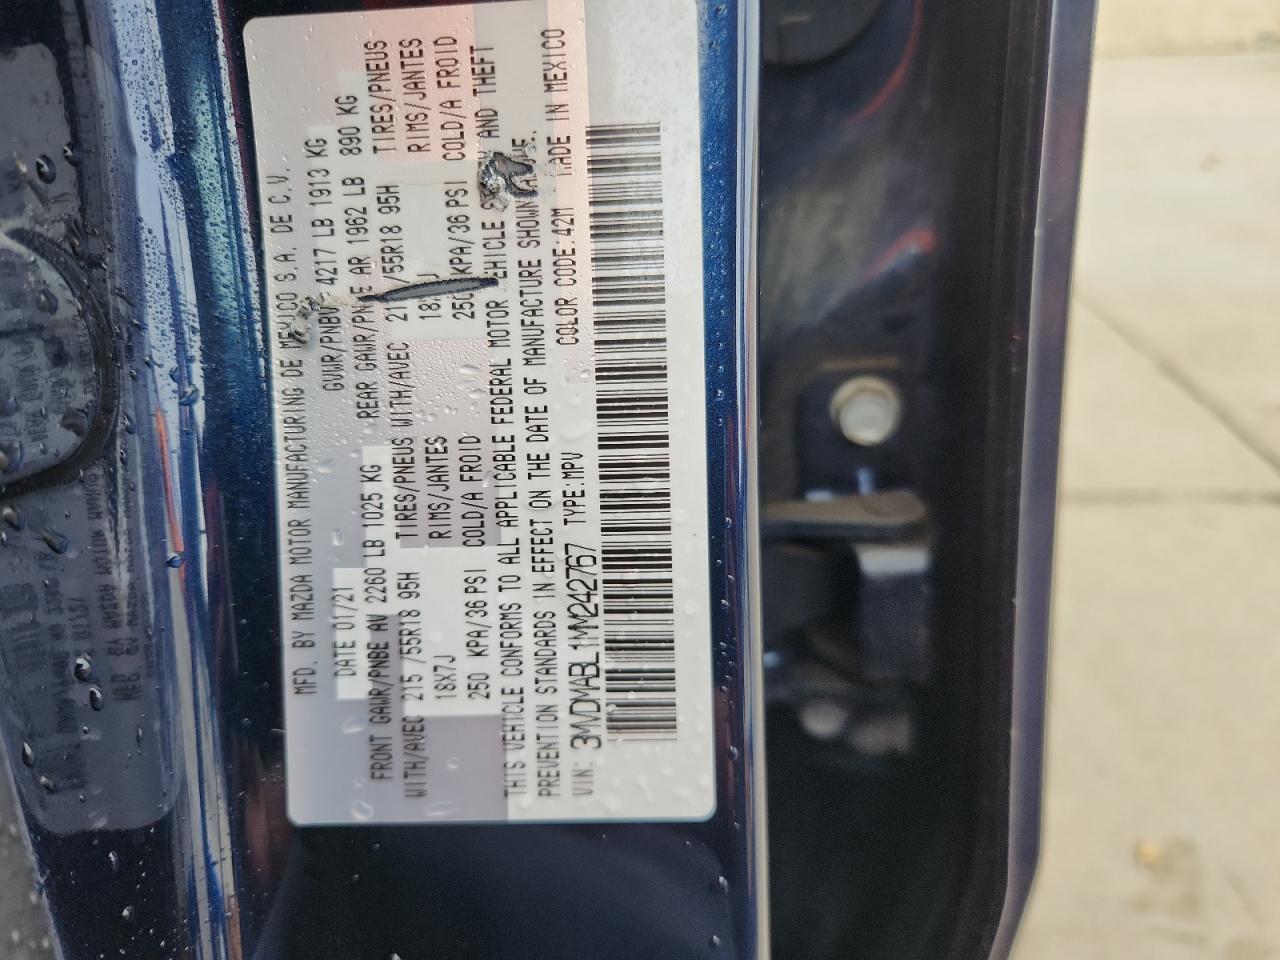 MFD. BY MAZDA MOTOR MANUFACTURING DE MEXICO S.A. DE C.V.
DATE 01/21 GVWR/PNBV 4217 LB 1913 KG
FRONT GAWR/PNBE AV 2260 LB 1025 KG REAR GAWR/PNBE AR 1962 LB 890 KG
WITH/AVEC 215 /55R18 95H TIRES/PNEUS WITH/AVEC /55R18 95H TIRES/PNEUS
18X7J RIMS/JANTES RIMS/JANTES
250 KPA/36 PSI COLD/A FROID 250 KPA/36 PSI COLD/A FROID
THIS VEHICLE CONFORMS TO ALL APPLICABLE FEDERAL MOTOR VEHICLE AND THEFT
PREVENTION STANDARDS IN EFFECT ON THE DATE OF MANUFACTURE SHOWN
VIN: 3MVDMABL1MM242767 TYPE:MPV COLOR CODE:42M MADE IN MEXICO